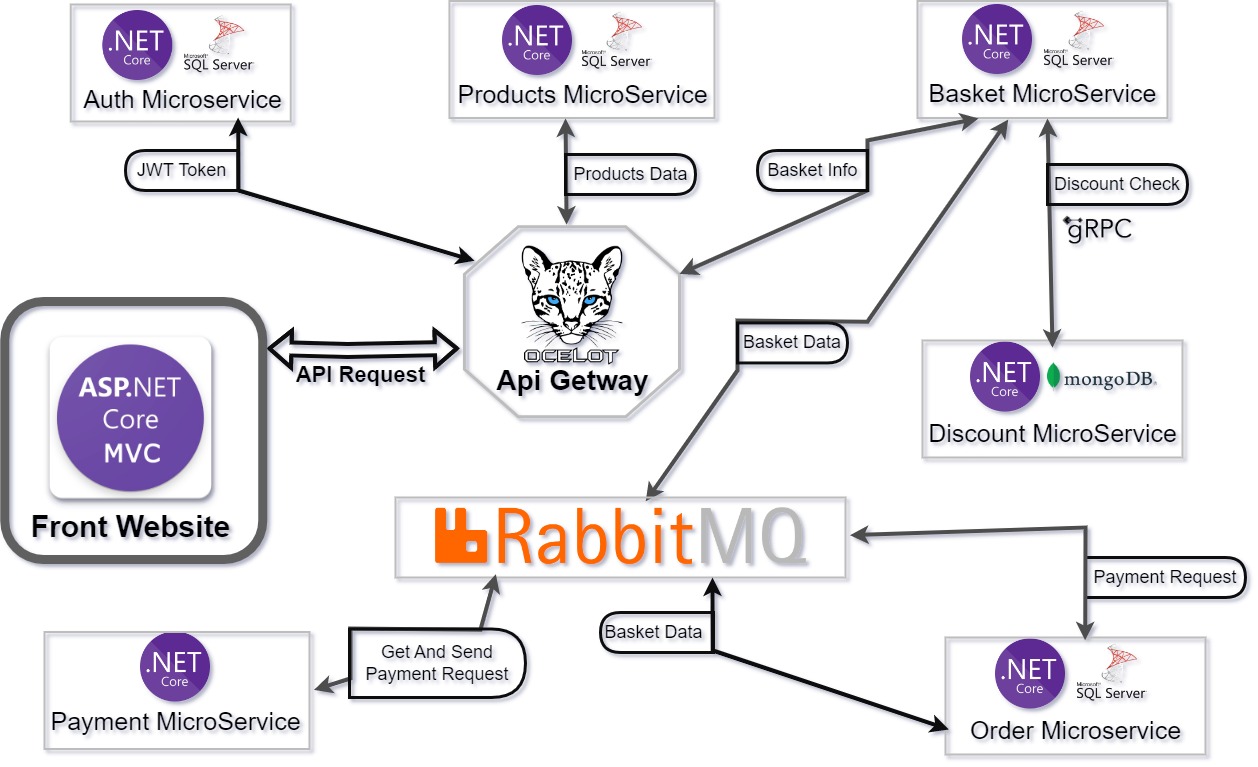 .NET
Core
Microsoft®
SQL Server
Auth Microservice
.NET
Core
Microsoft®
SQL Server
Products MicroService
.NET
Core
Microsoft®
SQL Server
Basket MicroService
JWT Token
Products Data
Basket Info
Discount Check
gRPC
OCELOT
Api Getway
API Request
ASP.NET
Core
MVC
Front Website
Basket Data
.NET
Core
mongoDB®
Discount MicroService
RabbitMQ
Payment Request
Basket Data
Get And Send
Payment Request
.NET
Core
Payment MicroService
.NET
Core
Microsoft®
SQL Server
Order Microservice